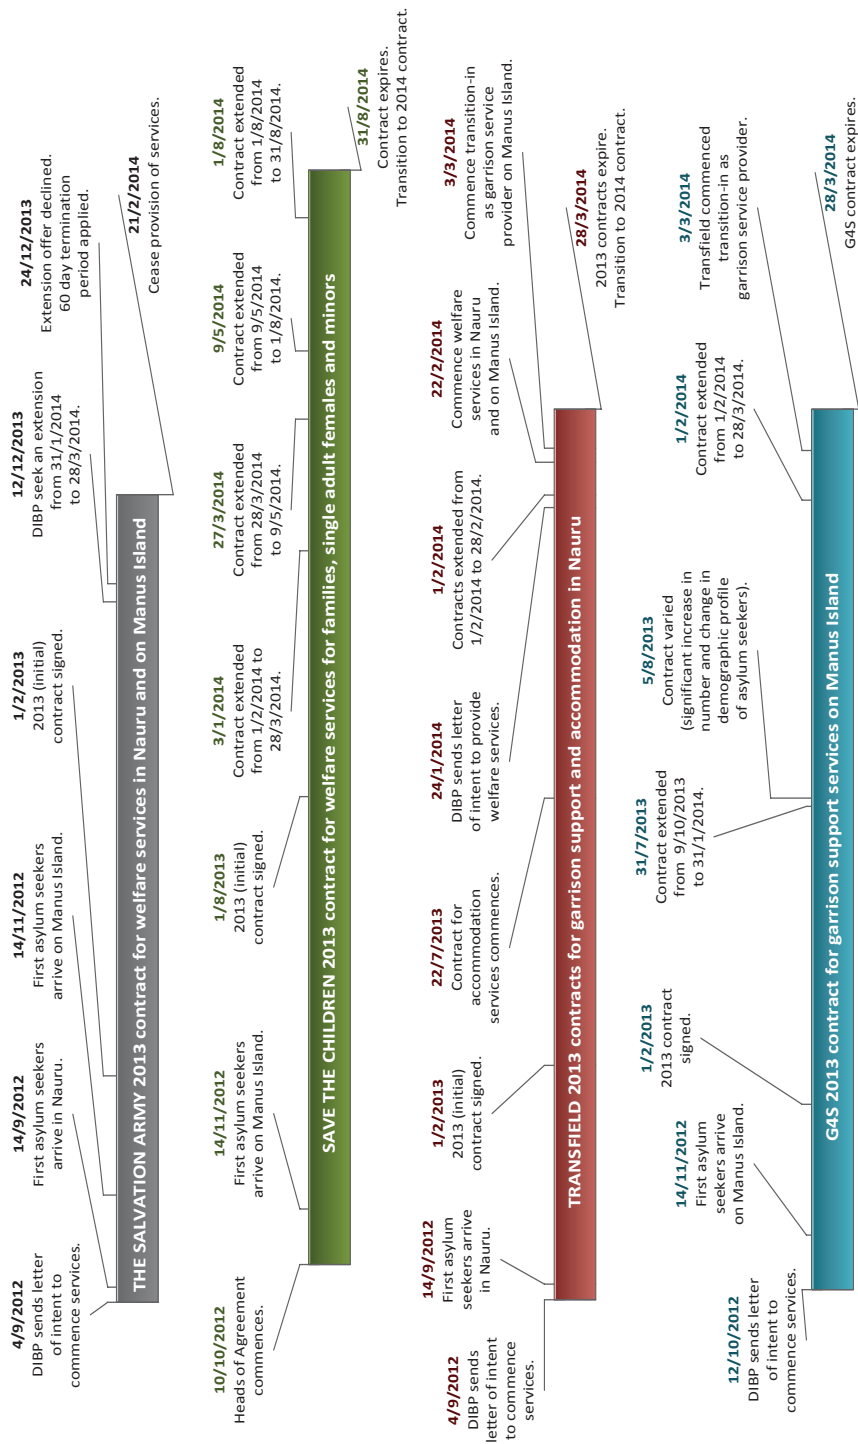 4/9/2012
DIBP sends letter
of intent to
commence services.
14/9/2012
First asylum seekers
arrive in Nauru.
14/11/2012
First asylum seekers
arrive on Manus Island.
1/2/2013
2013 (initial)
contract signed.
12/12/2013
DIBP seek an extension
from 31/1/2014
to 28/3/2014.
24/12/2013
Extension offer declined.
60 day termination
period applied.
THE SALVATION ARMY 2013 contract for welfare services in Nauru and on Manus Island
21/2/2014
Cease provision of services.
10/10/2012
Heads of Agreement
commences.
14/11/2012
First asylum seekers
arrive on Manus Island.
1/8/2013
2013 (initial)
contract signed.
3/1/2014
Contract extended
from 1/2/2014 to
28/3/2014.
27/3/2014
Contract extended
from 28/3/2014
to 9/5/2014.
9/5/2014
Contract extended
from 9/5/2014
to 1/8/2014.
1/8/2014
Contract extended
from 1/8/2014
to 31/8/2014.
SAVE THE CHILDREN 2013 contract for welfare services for families, single adult females and minors
31/8/2014
Contract expires.
Transition to 2014 contract.
4/9/2012
DIBP sends
letter of intent
to commence
services.
14/9/2012
First asylum
seekers arrive
in Nauru.
1/2/2013
2013 (initial)
contract signed.
22/7/2013
Contract for
accommodation
services commences.
24/1/2014
DIBP sends letter
of intent to provide
welfare services.
1/2/2014
Contracts extended from
1/2/2014 to 28/2/2014.
22/2/2014
Commence welfare
services in Nauru
and on Manus Island.
3/3/2014
Commence transition-in
as garrison service
provider on Manus Island.
TRANSFIELD 2013 contracts for garrison support and accommodation in Nauru
28/3/2014
2013 contracts expire.
Transition to 2014 contract.
12/10/2012
DIBP sends letter
of intent to
commence services.
14/11/2012
First asylum
seekers arrive
on Manus Island.
1/2/2013
2013 contract
signed.
31/7/2013
Contract extended
from 9/10/2013
to 31/1/2014.
5/8/2013
Contract varied
(significant increase in
number and change in
demographic profile
of asylum seekers).
1/2/2014
Contract extended
from 1/2/2014
to 28/3/2014.
3/3/2014
Transfield commenced
transition-in as
garrison service provider.
G4S 2013 contract for garrison support services on Manus Island
28/3/2014
G4S contract expires.